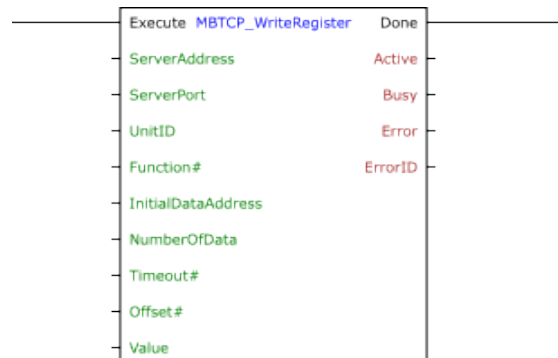 Execute MBTCP_WriteRegister Done
ServerAddress Active
ServerPort Busy
UnitID Error
Function# ErrorID
InitialDataAddress
NumberOfData
Timeout#
Offset#
Value